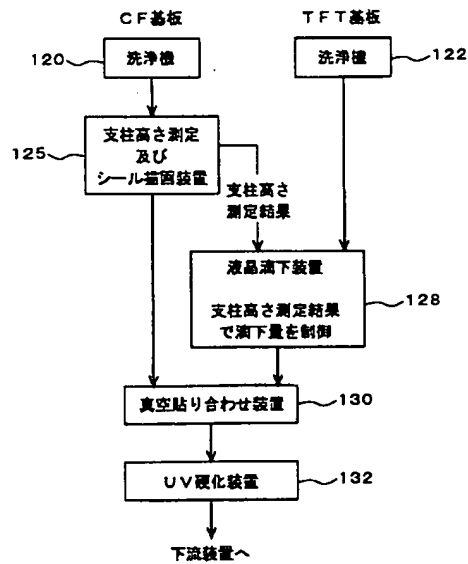 CF基板
TFT基板
120
洗浄機
洗浄機
122
125
支柱高さ測定
及び
シール描画装置
支柱高さ
測定結果
液晶滴下装置
支柱高さ測定結果
で滴下量を制御
128
真空貼り合わせ装置
130
UV硬化装置
132
下流装置へ